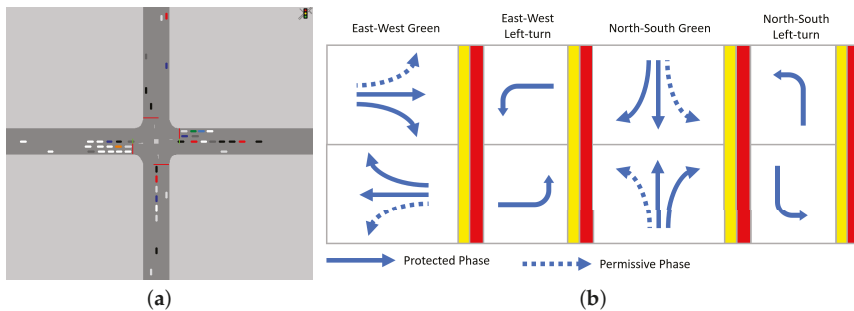 East-West Green
East-West
Left-turn
North-South Green
North-South
Left-turn
Protected Phase
Permissive Phase
(a)
(b)